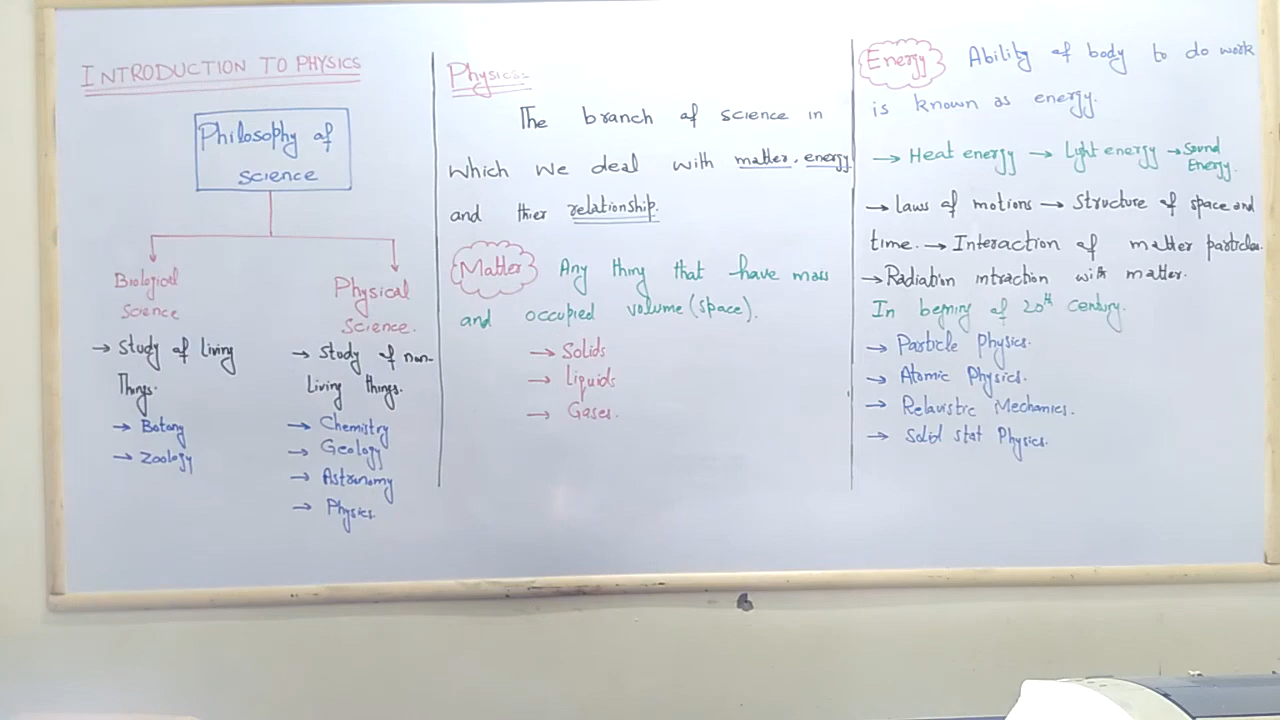 INTRODUCTION TO PHYSICS
Philosophy of
science
Biological
Science
→ Study of living
Things.
→ Botany
→ Zoology
Physical
Science.
→ Study of non-
Living things.
→ Chemistry
→ Geology
→ Astronomy
→ Physics.
Physics:-
The branch of science in
which we deal with matter, energy
and thier relationship.
Matter Any thing that have mass
and occupied volume (space).
→ Solids
→ Liquids
→ Gases.
Energy Ability of body to do work
is known as energy.
→ Heat energy → Light energy → Sound
Energy.
→ Laws of motions → Structure of space and
time. → Interaction of matter particles.
→ Radiation intraction with matter.
In begning of 20th century.
→ Particle Physics.
→ Atomic Physics.
→ Relavistic Mechanics.
→ Solid stat Physics.